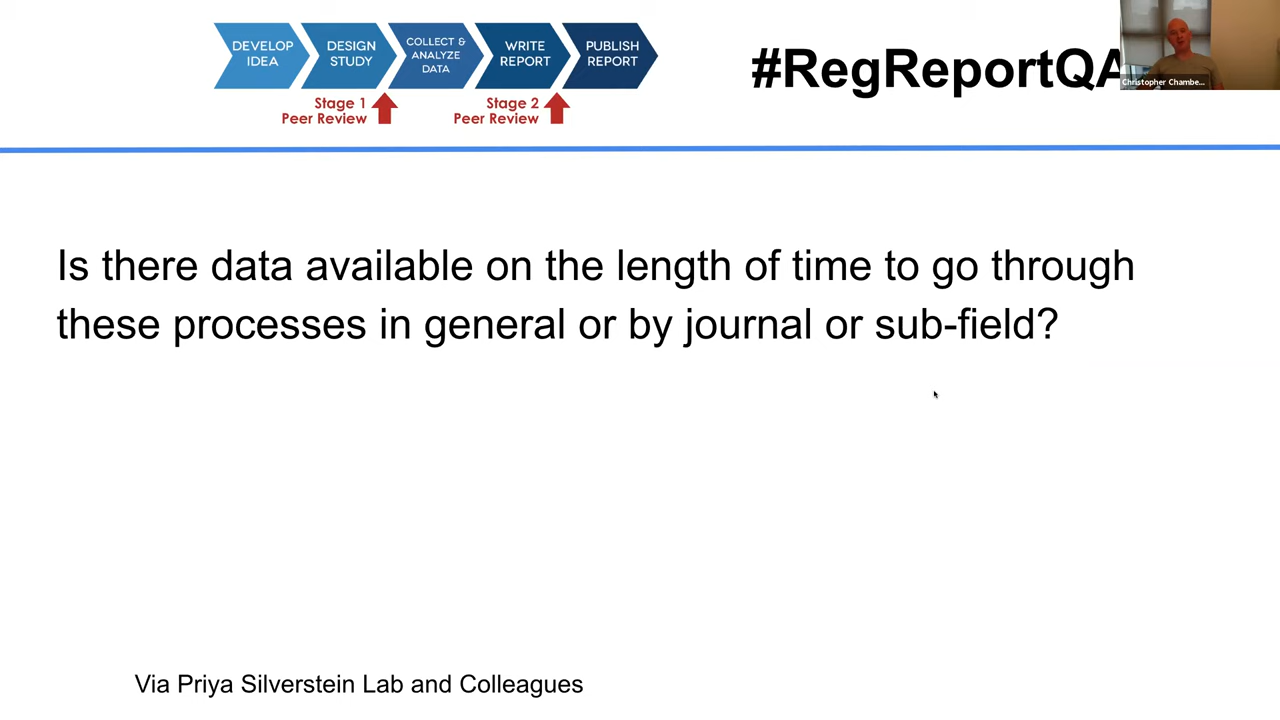 DEVELOP
IDEA
DESIGN
STUDY
COLLECT &
ANALYZE
DATA
WRITE
REPORT
PUBLISH
REPORT
Stage 1
Peer Review
Stage 2
Peer Review
#RegReportQA
Christopher Chambe...
Is there data available on the length of time to go through
these processes in general or by journal or sub-field?
Via Priya Silverstein Lab and Colleagues